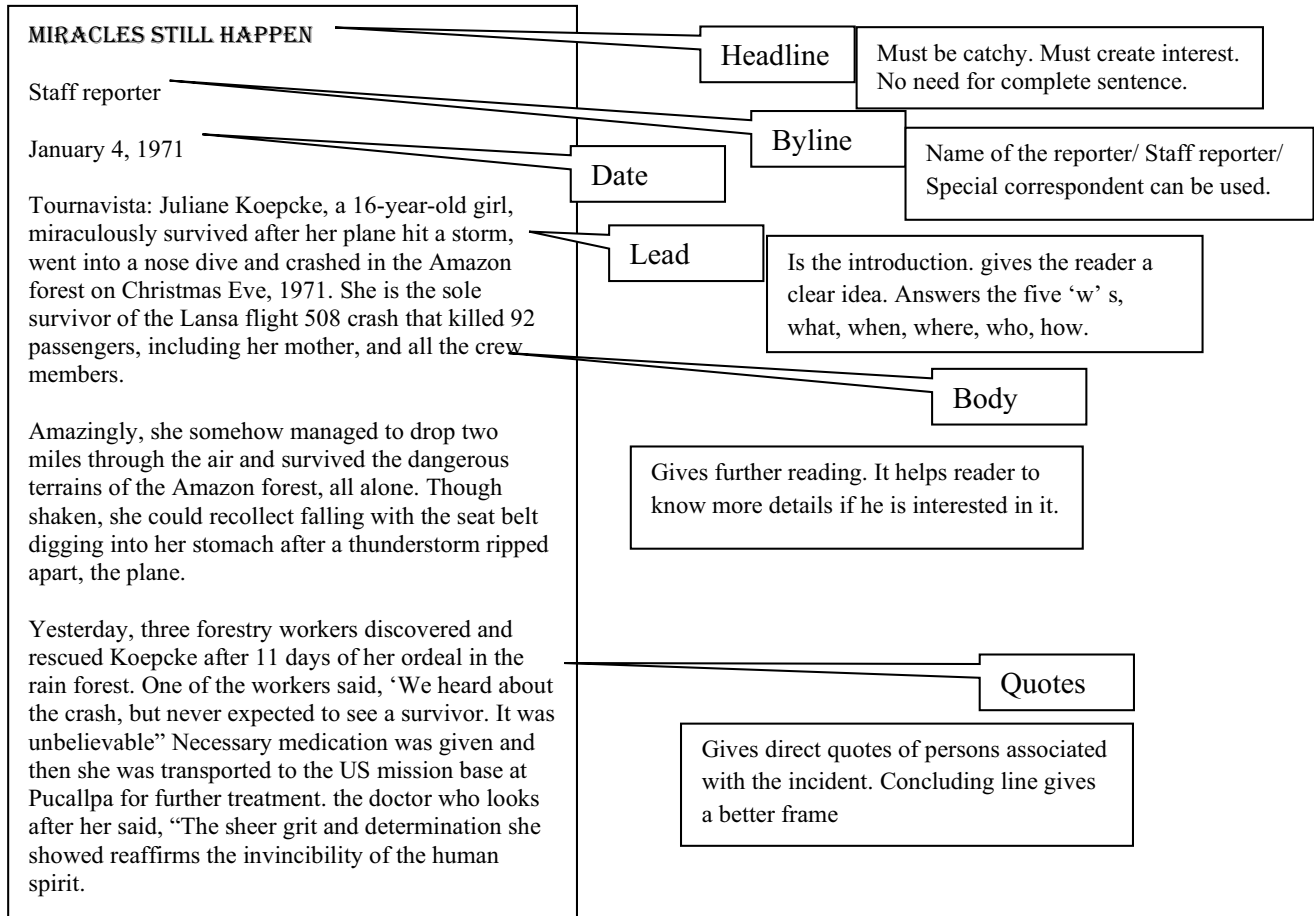 MIRACLES STILL HAPPEN
Staff reporter
January 4, 1971
Tournavista: Juliane Koepcke, a 16-year-old girl,
miraculously survived after her plane hit a storm,
went into a nose dive and crashed in the Amazon
forest on Christmas Eve, 1971. She is the sole
survivor of the Lansa flight 508 crash that killed 92
passengers, including her mother, and all the crew
members.
Amazingly, she somehow managed to drop two
miles through the air and survived the dangerous
terrains of the Amazon forest, all alone. Though
shaken, she could recollect falling with the seat belt
digging into her stomach after a thunderstorm ripped
apart, the plane.
Yesterday, three forestry workers discovered and
rescued Koepcke after 11 days of her ordeal in the
rain forest. One of the workers said, ‘We heard about
the crash, but never expected to see a survivor. It was
unbelievable” Necessary medication was given and
then she was transported to the US mission base at
Pucallpa for further treatment. the doctor who looks
after her said, “The sheer grit and determination she
showed reaffirms the invincibility of the human
spirit.
Headline
Must be catchy. Must create interest.
No need for complete sentence.
Byline
Name of the reporter/ Staff reporter/
Special correspondent can be used.
Date
Lead
Is the introduction. gives the reader a
clear idea. Answers the five ‘w’ s,
what, when, where, who, how.
Body
Gives further reading. It helps reader to
know more details if he is interested in it.
Quotes
Gives direct quotes of persons associated
with the incident. Concluding line gives
a better frame